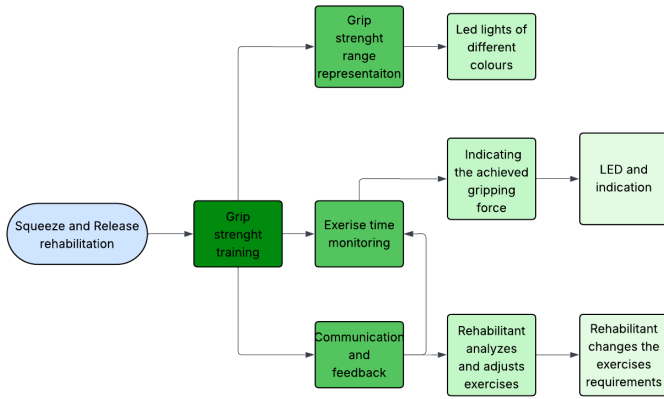 Grip
strenght
range
representaiton
Led lights of
different
colours
Indicating
the achieved
gripping
force
LED and
indication
Squeeze and Release
rehabilitation
Grip
strenght
training
Exerise time
monitoring
Communication
and
feedback
Rehabilitant
analyzes
and adjusts
exercises
Rehabilitant
changes the
exercises
requirements